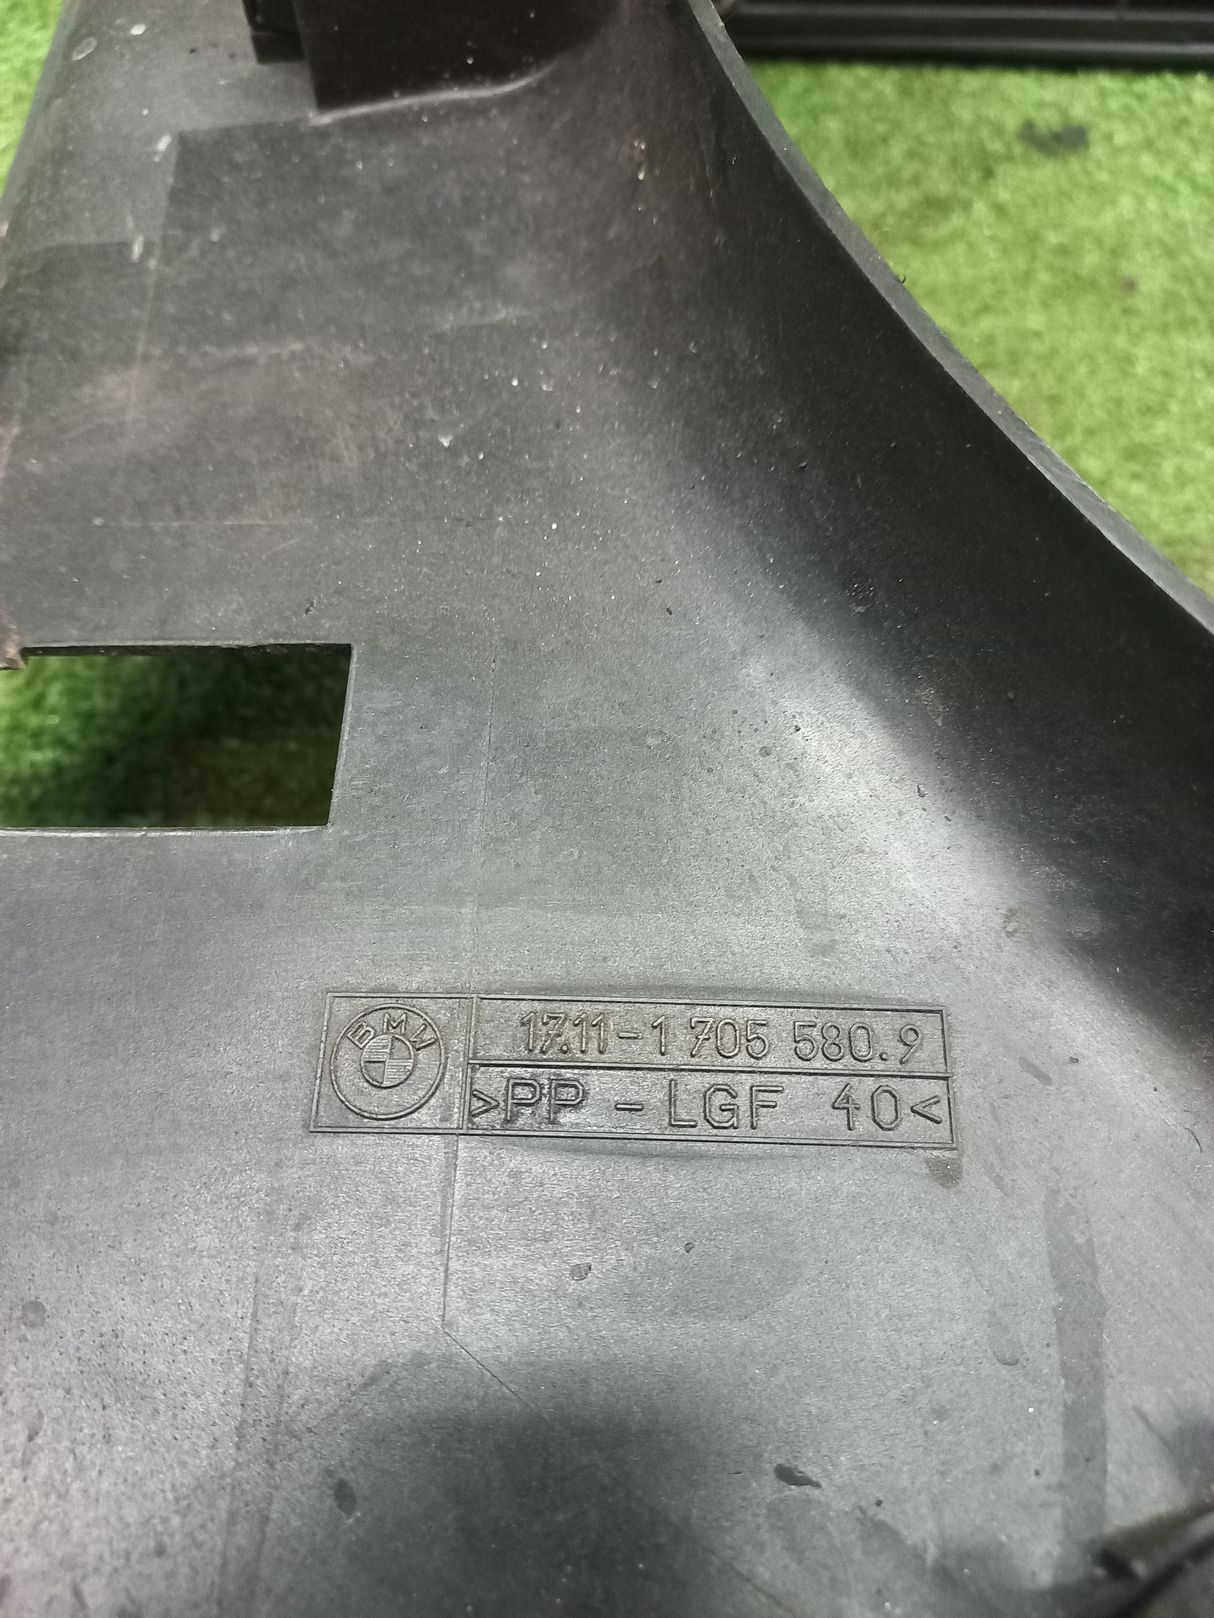 BMW
17.11-1 705 580.9
>PP - LGF 40<